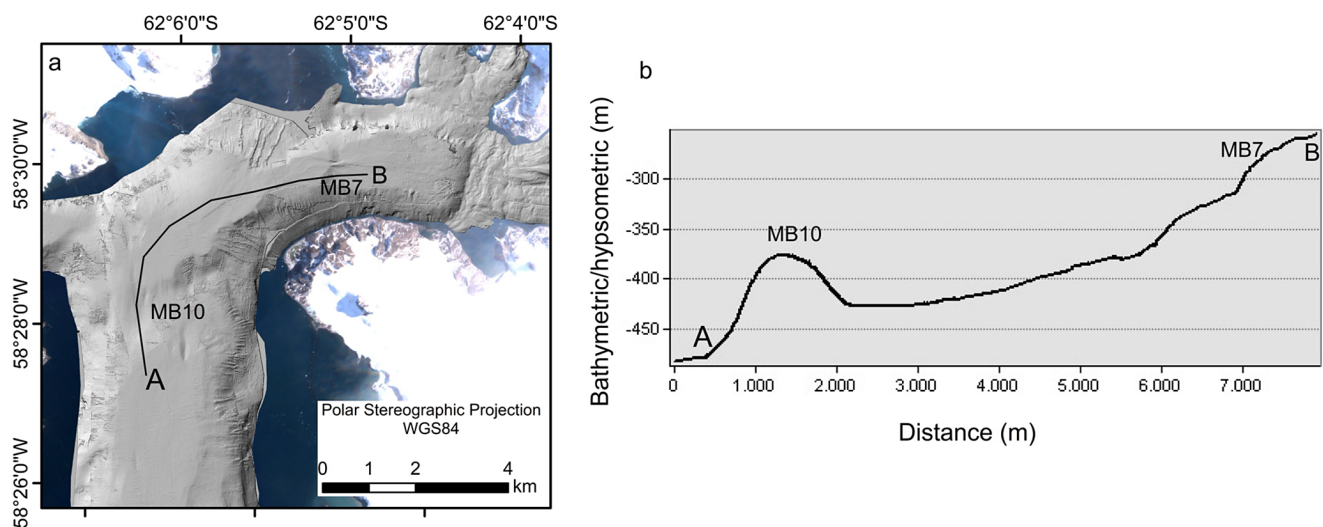 62°6'0"S 62°5'0"S 62°4'0"S
a
58°30'0"W
58°28'0"W
58°26'0"W
B
MB7
MB10
A
Polar Stereographic Projection
WGS84
0 1 2 4
km
b
Bathymetric/hypsometric (m)
-300
-350
-400
-450
MB7
B
MB10
A
0 1.000 2.000 3.000 4.000 5.000 6.000 7.000
Distance (m)